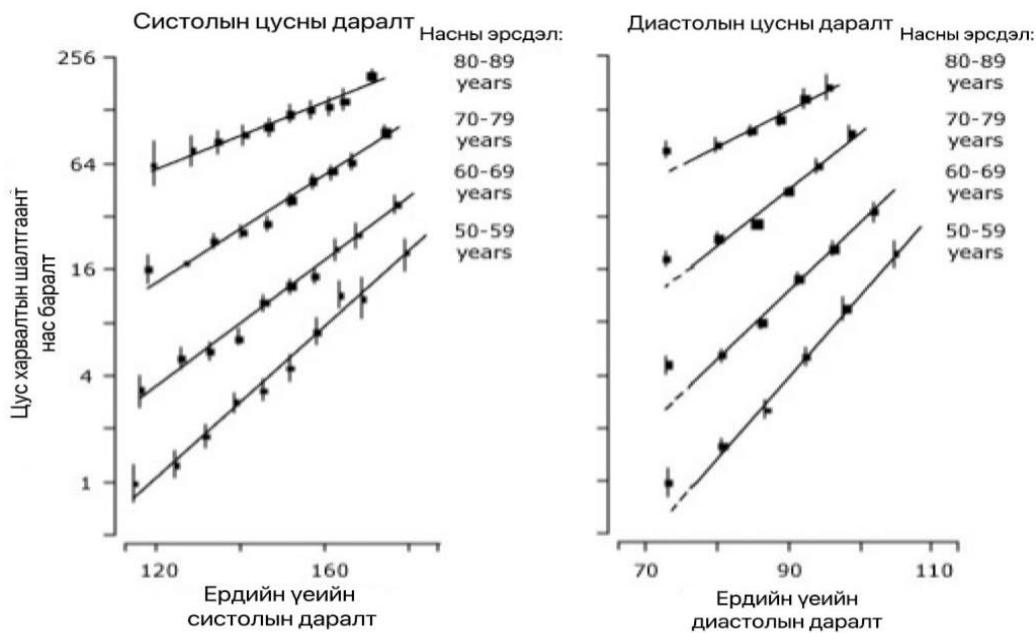 Систолын цусны даралт
Насны эрсдэл:
80-89
years
70-79
years
60-69
years
50-59
years
256
64
16
4
1
Цус харвалтын шалтгаант
нас баралт
120
160
Ердийн үеийн
систолын даралт
Диастолын цусны даралт
Насны эрсдэл:
80-89
years
70-79
years
60-69
years
50-59
years
70
90
110
Ердийн үеийн
диастолын даралт